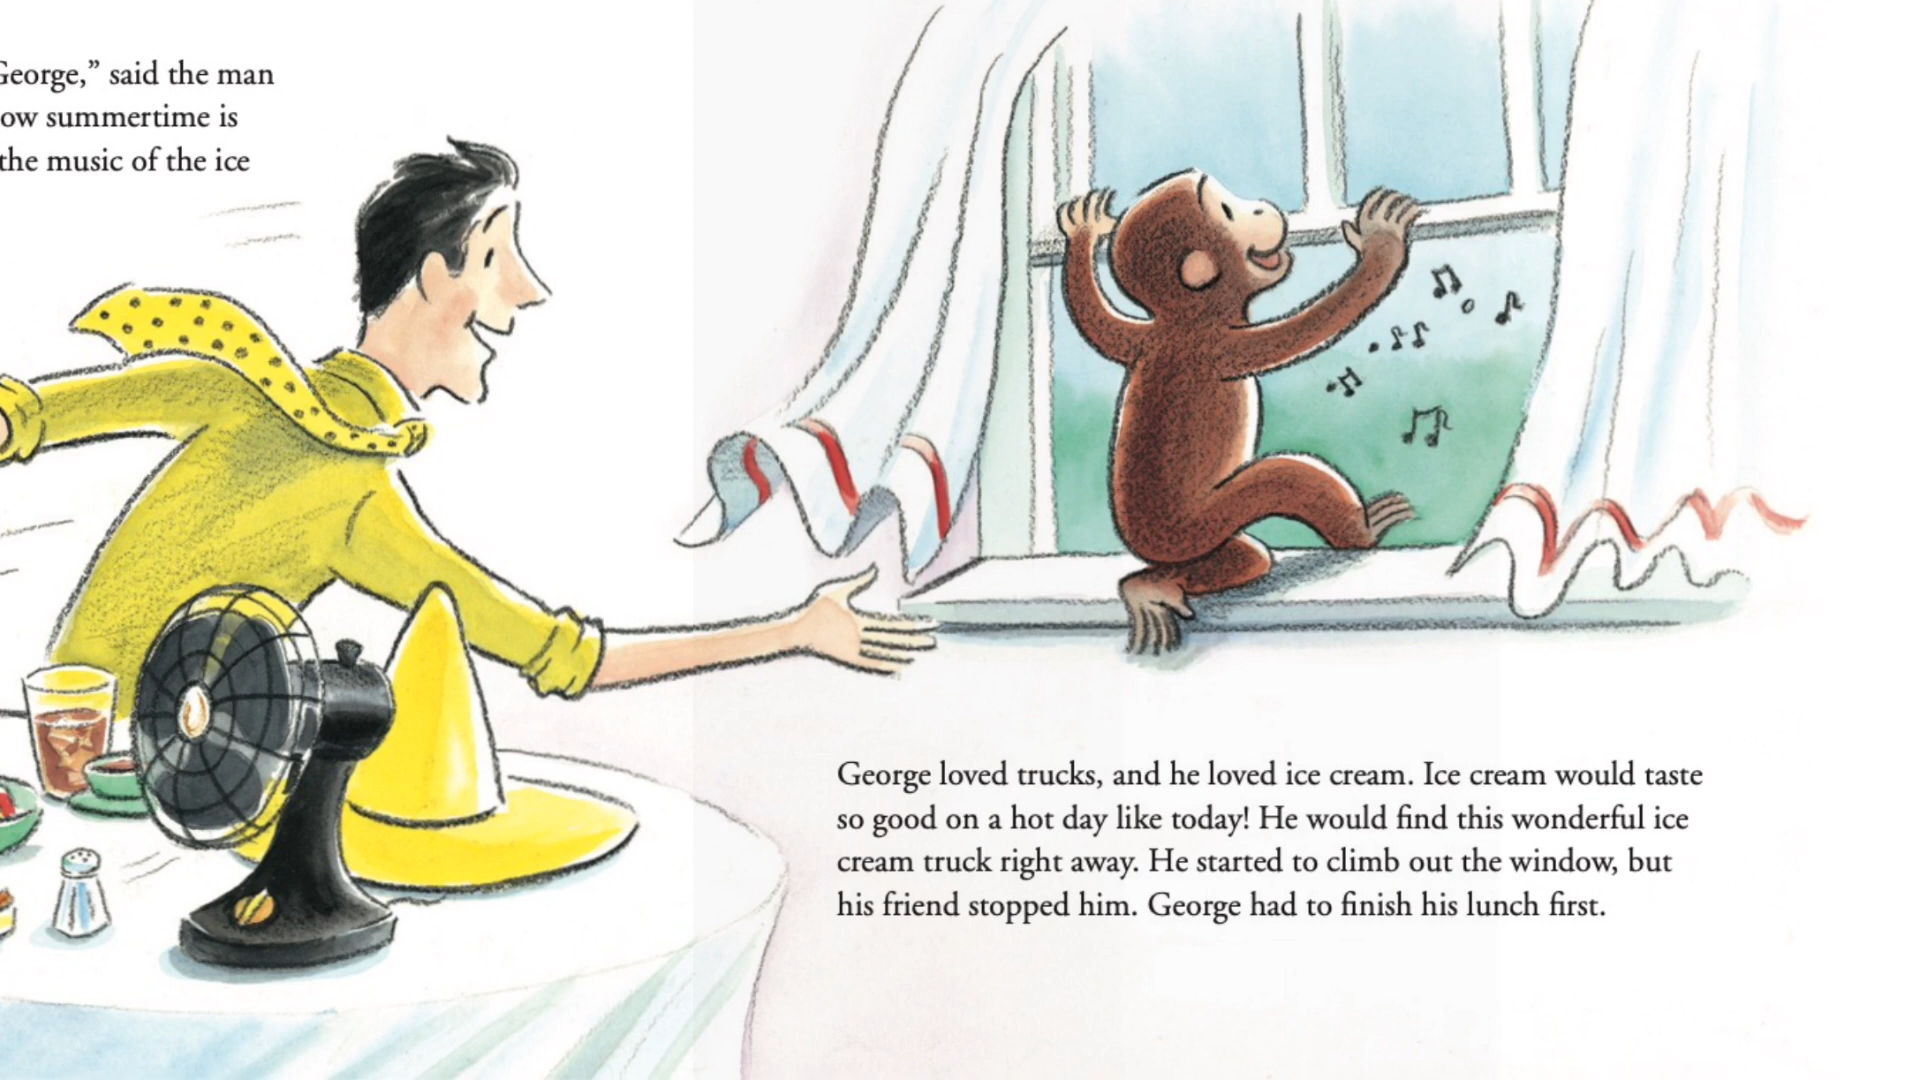 George,” said the man
ow summertime is
the music of the ice
George loved trucks, and he loved ice cream. Ice cream would taste
so good on a hot day like today! He would find this wonderful ice
cream truck right away. He started to climb out the window, but
his friend stopped him. George had to finish his lunch first.